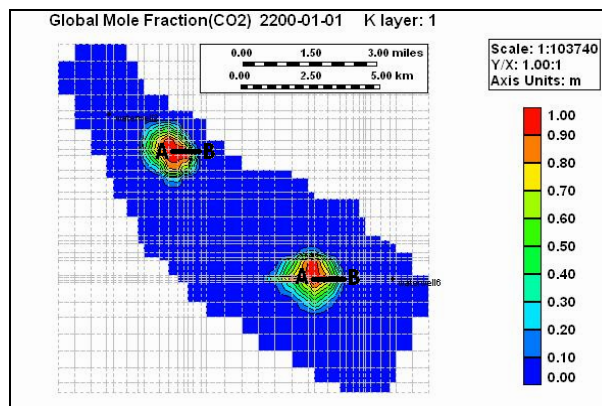 Global Mole Fraction(CO2) 2200-01-01 K layer: 1
0.00 1.50 3.00 miles
0.00 2.50 5.00 km
Scale: 1:103740
Y/X: 1.00:1
Axis Units: m
A B
A B
1.00
0.90
0.80
0.70
0.60
0.50
0.40
0.30
0.20
0.10
0.00